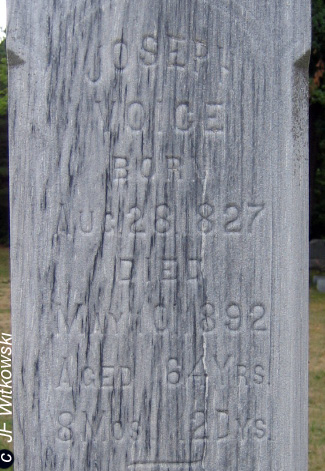 JOSEPH
VOICE
BORN
AUG. 28, 1827
DIED
MAY 10, 1892
AGED 64 YRS.
8 MOS. 12 DYS.
c JF Witkowski